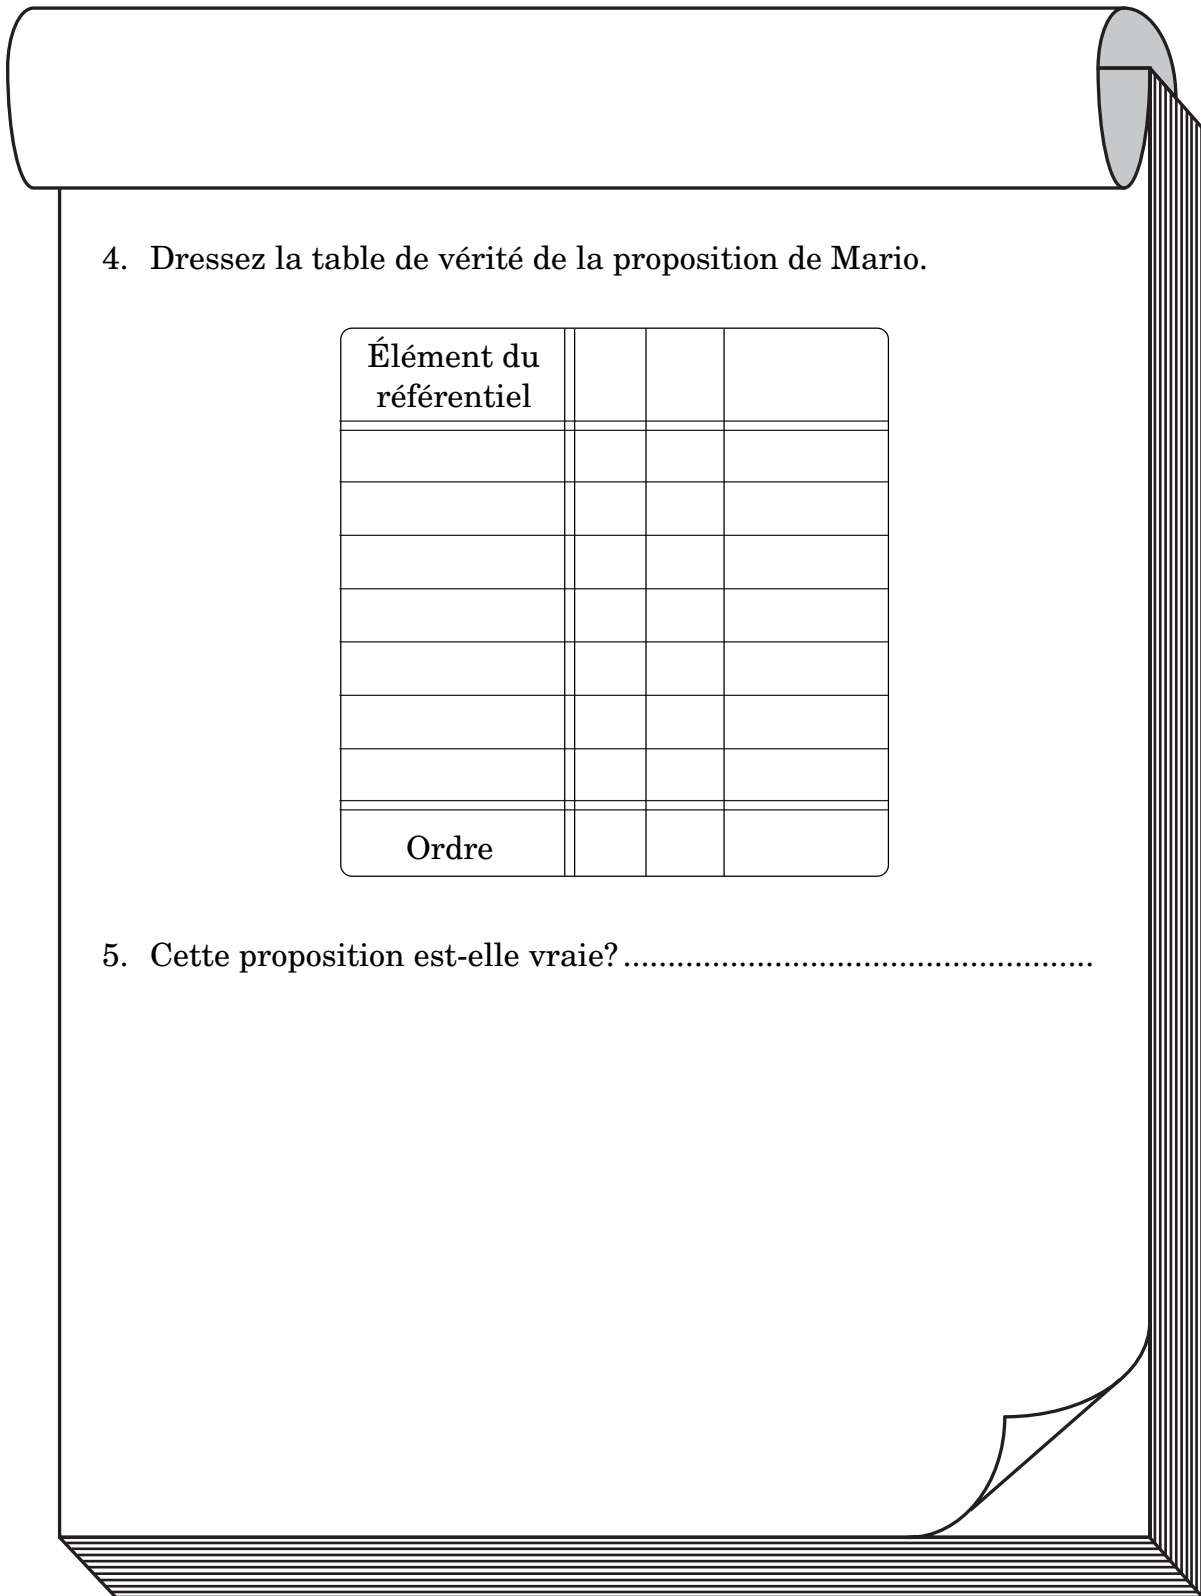 4. Dressez la table de vérité de la proposition de Mario.
Élément du
référentiel
Ordre
5. Cette proposition est-elle vraie?....................................................